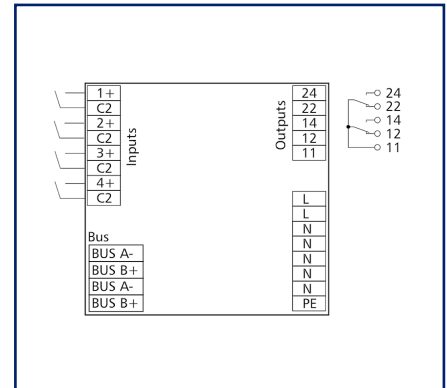 1+
C2
2+
C2
3+
C2
4+
C2
Inputs
Bus
BUS A-
BUS B+
BUS A-
BUS B+
Outputs
24
22
14
12
11
L
L
N
N
N
N
N
PE
24
22
14
12
11